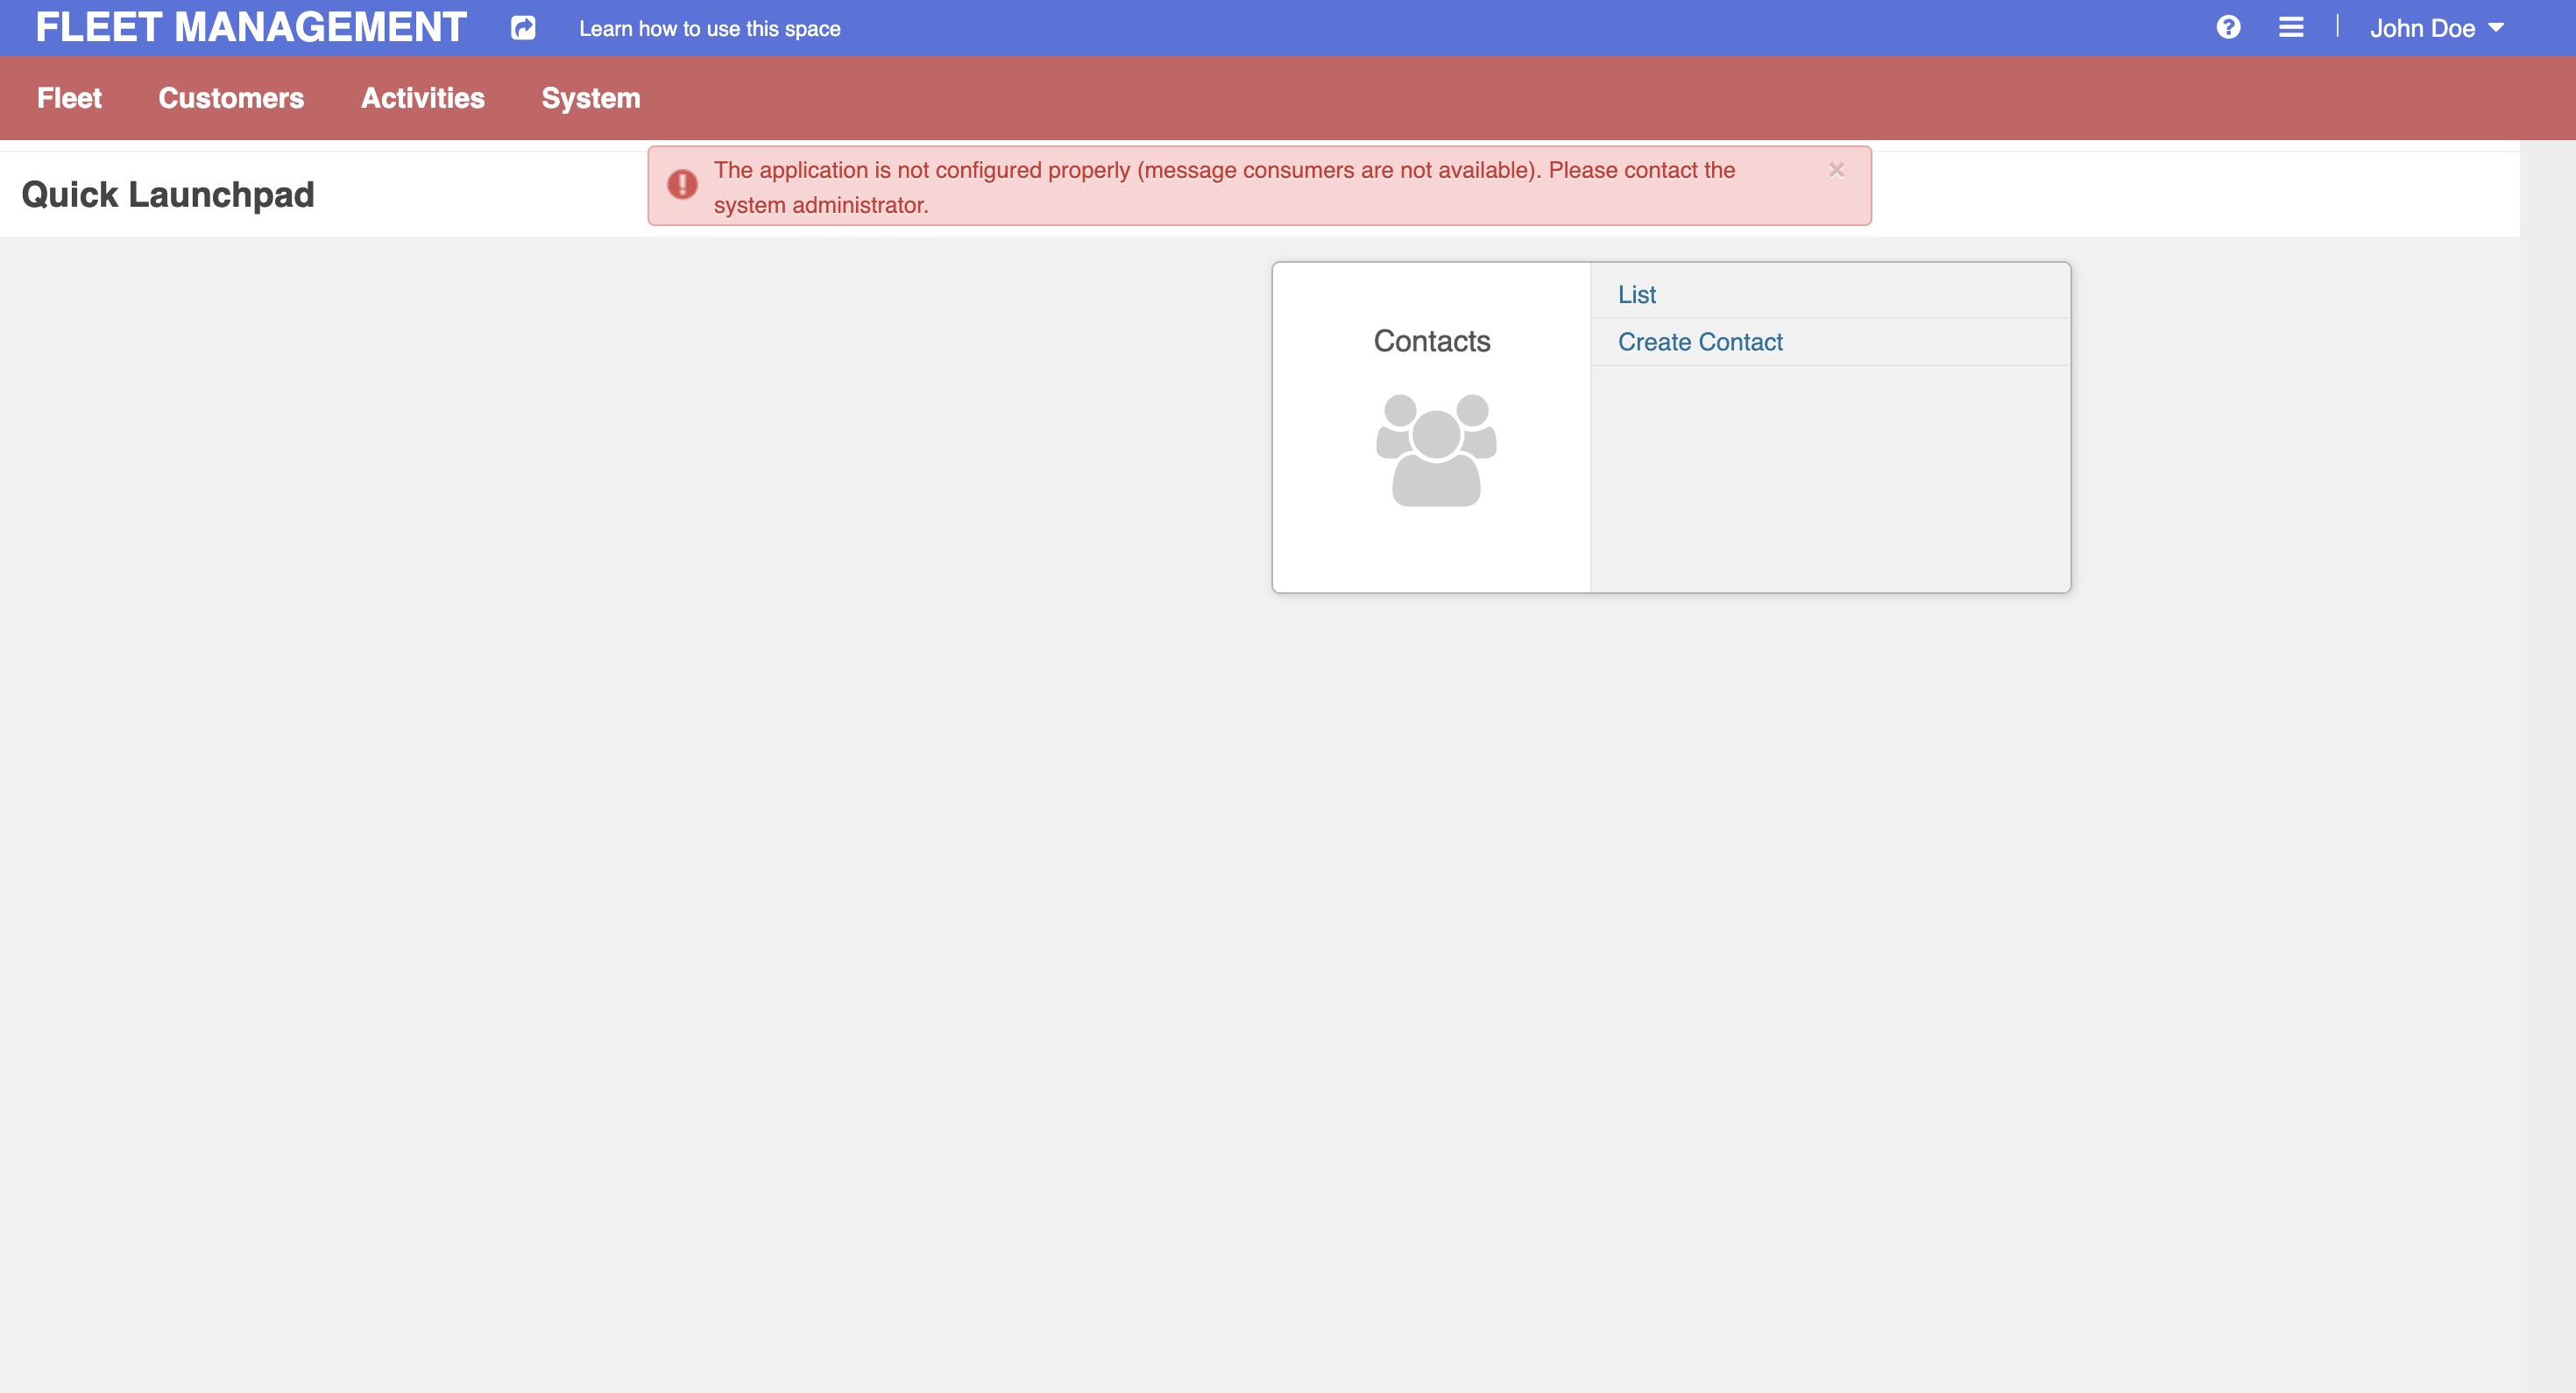 FLEET MANAGEMENT Learn how to use this space John Doe
Fleet Customers Activities System
The application is not configured properly (message consumers are not available). Please contact the
system administrator.
Quick Launchpad
Contacts
List
Create Contact